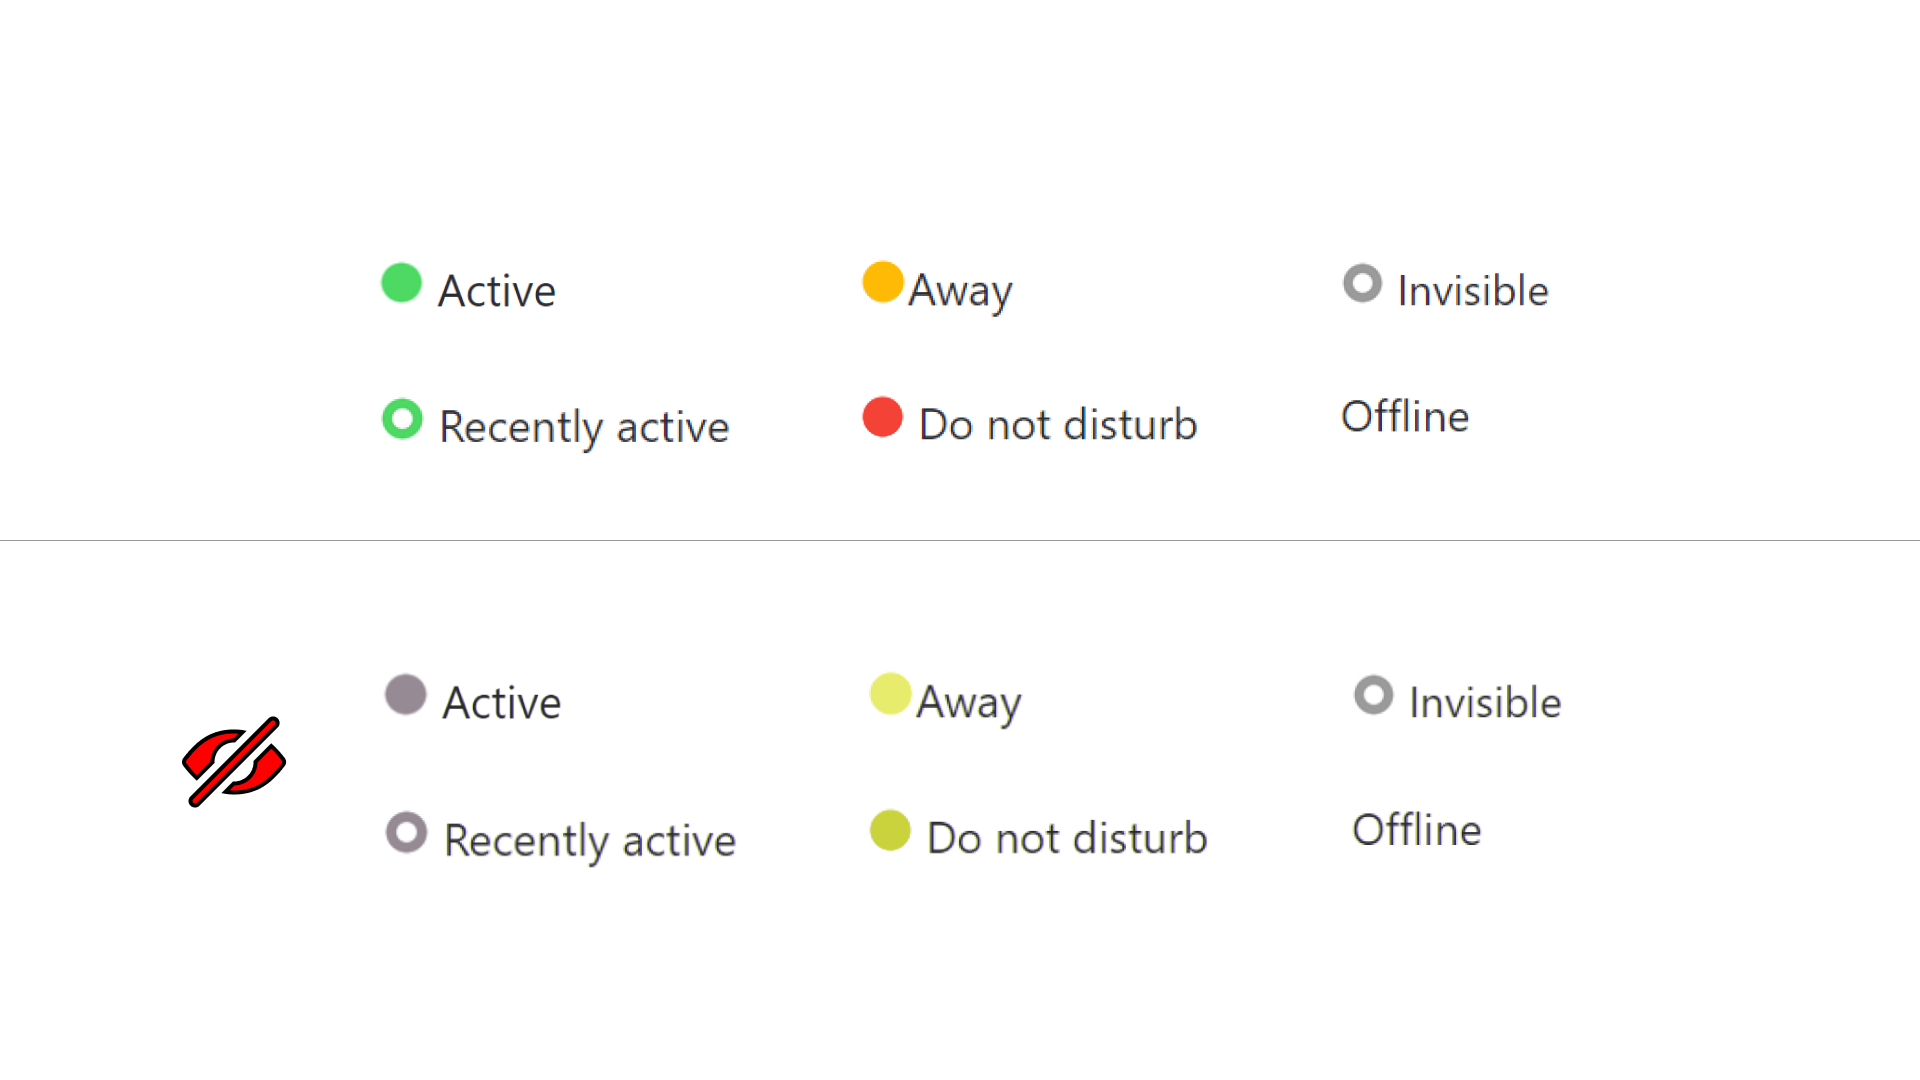 Active
Away
Invisible
Recently active
Do not disturb
Offline
Active
Away
Invisible
Recently active
Do not disturb
Offline